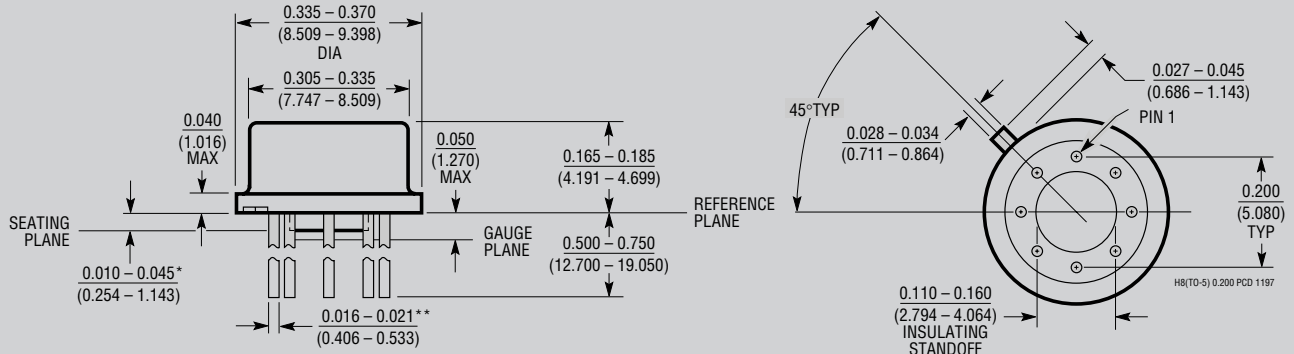 0.335 – 0.370
(8.509 – 9.398)
DIA
0.305 – 0.335
(7.747 – 8.509)
0.040
(1.016)
MAX
0.050
(1.270)
MAX
0.165 – 0.185
(4.191 – 4.699)
SEATING
PLANE
GAUGE
PLANE
REFERENCE
PLANE
0.010 – 0.045*
(0.254 – 1.143)
0.016 – 0.021**
(0.406 – 0.533)
0.500 – 0.750
(12.700 – 19.050)
45°TYP
0.028 – 0.034
(0.711 – 0.864)
0.027 – 0.045
(0.686 – 1.143)
PIN 1
0.200
(5.080)
TYP
0.110 – 0.160
(2.794 – 4.064)
INSULATING
STANDOFF
H8(TO-5) 0.200 PCD 1197